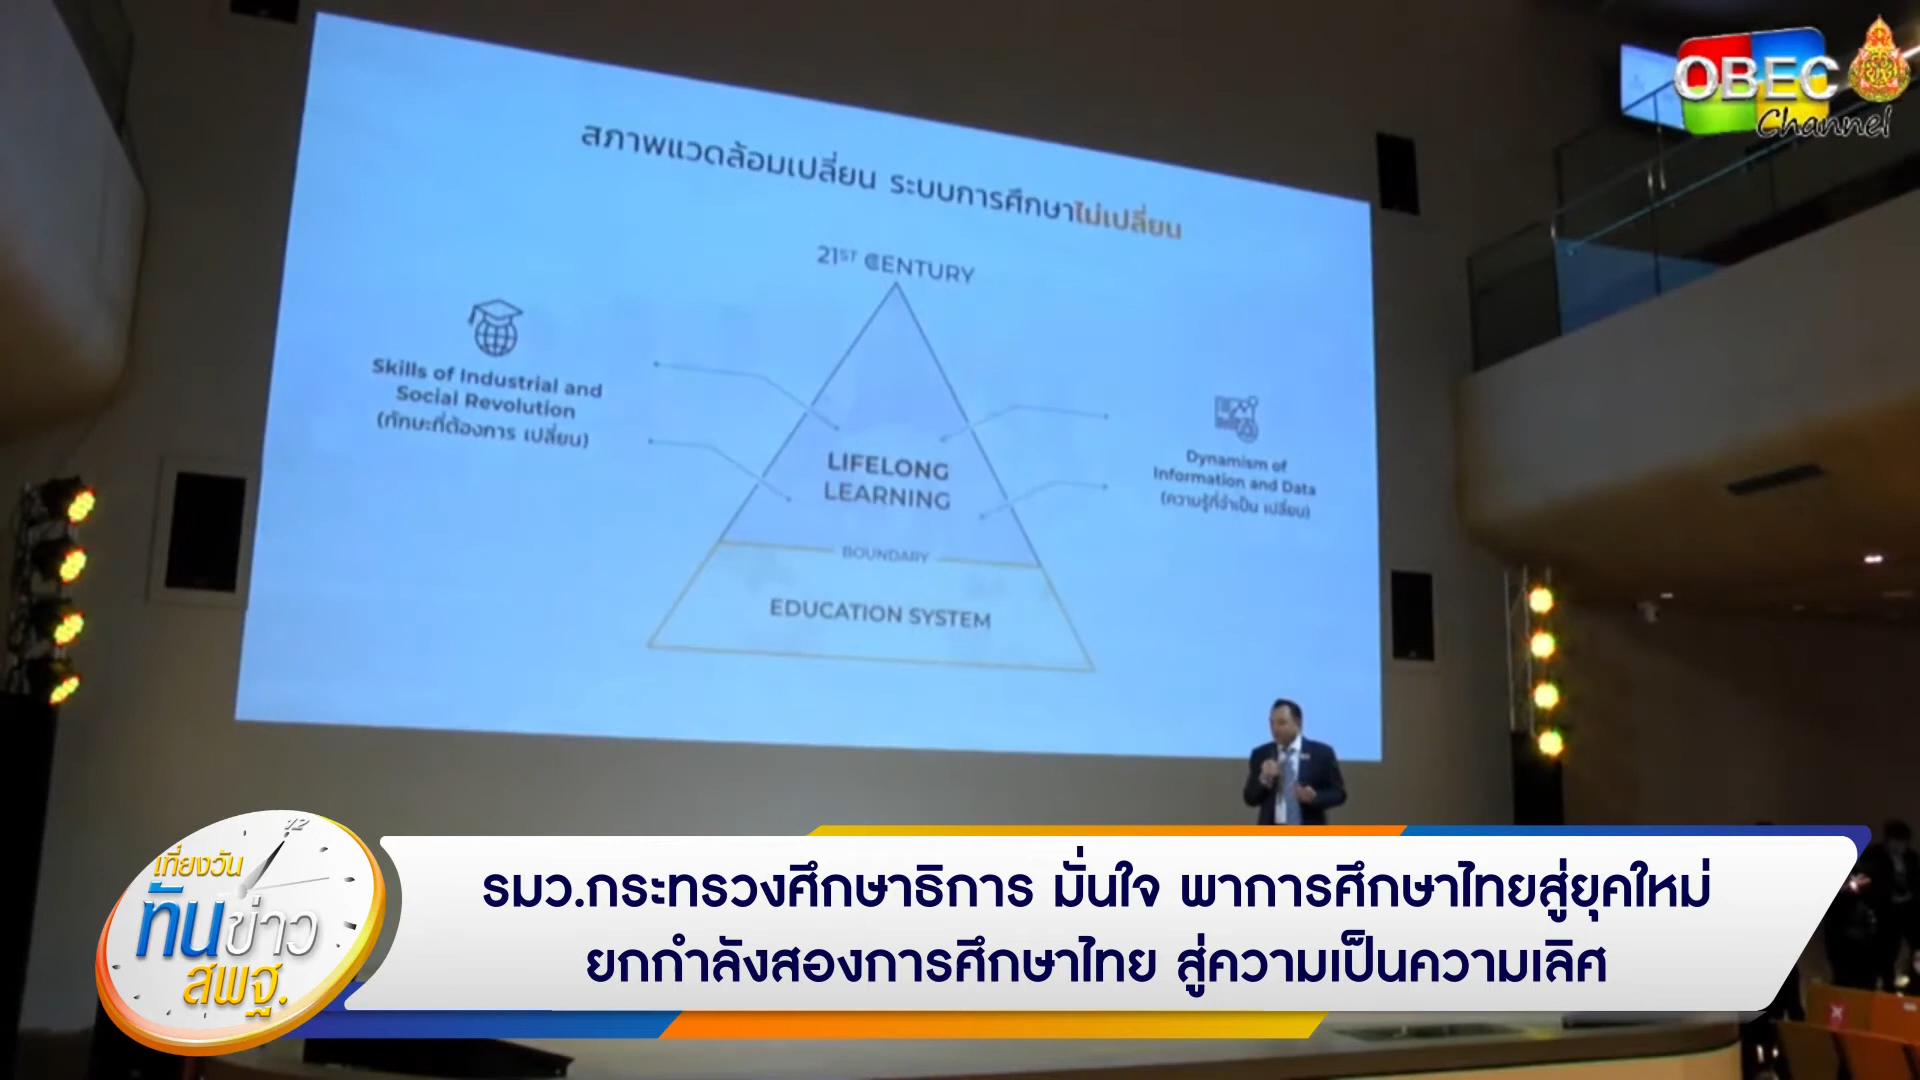 OBEC
Channel
สภาพแวดล้อมเปลี่ยน ระบบการศึกษาไม่เปลี่ยน
21ST CENTURY
Skills of Industrial and
Social Revolution
(ทักษะที่ต้องการ เปลี่ยน)
Dynamism of
Information and Data
(ความรู้ที่จำเป็น เปลี่ยน)
LIFELONG
LEARNING
BOUNDARY
EDUCATION SYSTEM
12
เที่ยงวัน
ทันข่าว
สพฐ.
รมว.กระทรวงศึกษาธิการ มั่นใจ พาการศึกษาไทยสู่ยุคใหม่
ยกกำลังสองการศึกษาไทย สู่ความเป็นความเลิศ